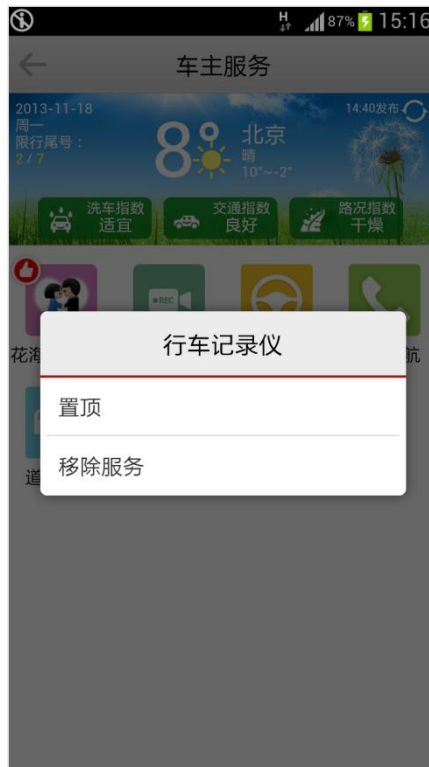 H 87% 15:16
车主服务
2013-11-18
周一
限行尾号：
2/7
8°
北京
晴
10°~-2°
14:40发布
洗车指数
适宜
交通指数
良好
路况指数
干燥
REC
花海
航
行车记录仪
置顶
移除服务
道